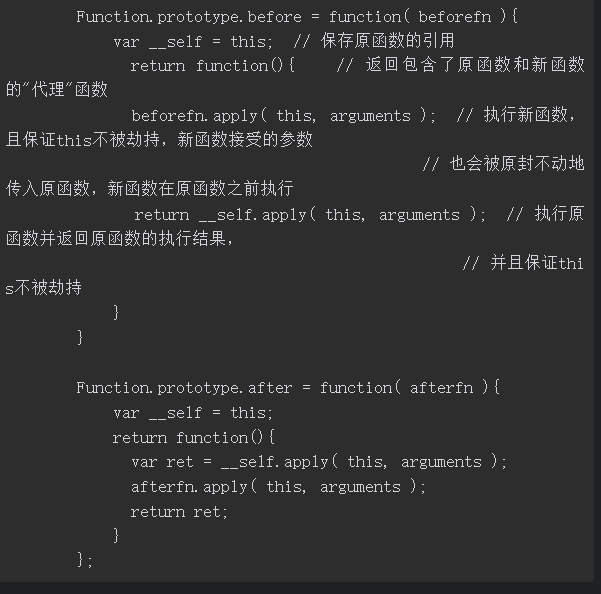 Function.prototype.before = function( beforefn ){
var __self = this;  // 保存原函数的引用
return function(){    // 返回包含了原函数和新函数
的"代理"函数
beforefn.apply( this, arguments );  // 执行新函数，
且保证this不被劫持，新函数接受的参数
// 也会被原封不动地
传入原函数，新函数在原函数之前执行
return __self.apply( this, arguments );  // 执行原
函数并返回原函数的执行结果，
// 并且保证thi
s不被劫持
}
}
Function.prototype.after = function( afterfn ){
var __self = this;
return function(){
var ret = __self.apply( this, arguments );
afterfn.apply( this, arguments );
return ret;
}
};